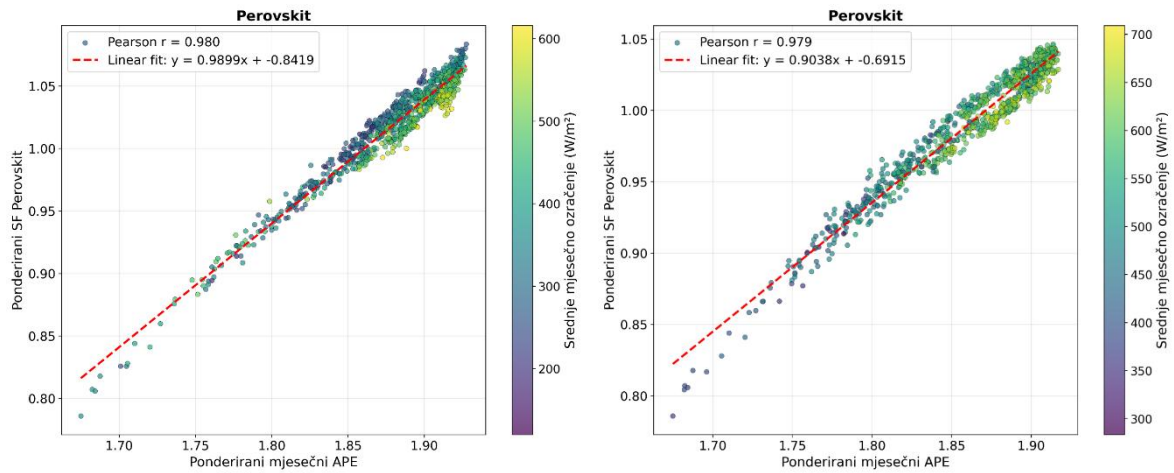 Perovskit
Pearson r = 0.980
Linear fit: y = 0.9899x + -0.8419
1.05
1.00
0.95
0.90
0.85
0.80
Ponderirani SF Perovskit
1.70 1.75 1.80 1.85 1.90
Ponderirani mjesečni APE
600
500
400
300
200
Srednje mjesečno ozračenje (W/m²)
Perovskit
Pearson r = 0.979
Linear fit: y = 0.9038x + -0.6915
1.05
1.00
0.95
0.90
0.85
0.80
Ponderirani SF Perovskit
1.70 1.75 1.80 1.85 1.90
Ponderirani mjesečni APE
700
650
600
550
500
450
400
350
300
Srednje mjesečno ozračenje (W/m²)